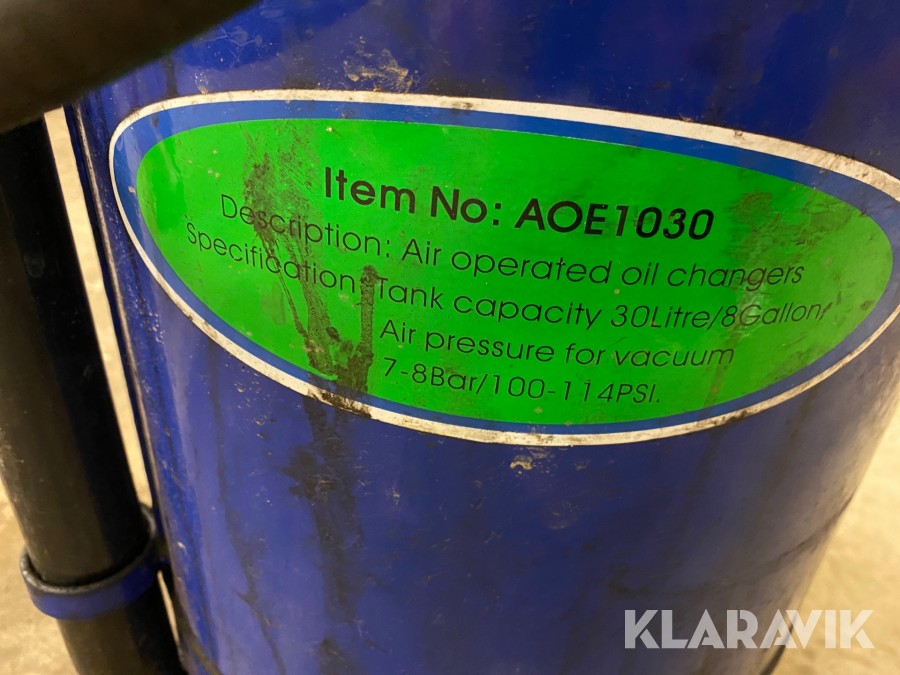 Item No: AOE1030
Description: Air operated oil changers
Specification: Tank capacity 30Litre/8Gallon/
Air pressure for vacuum
7-8Bar/100-114PSI.
KLARAVIK